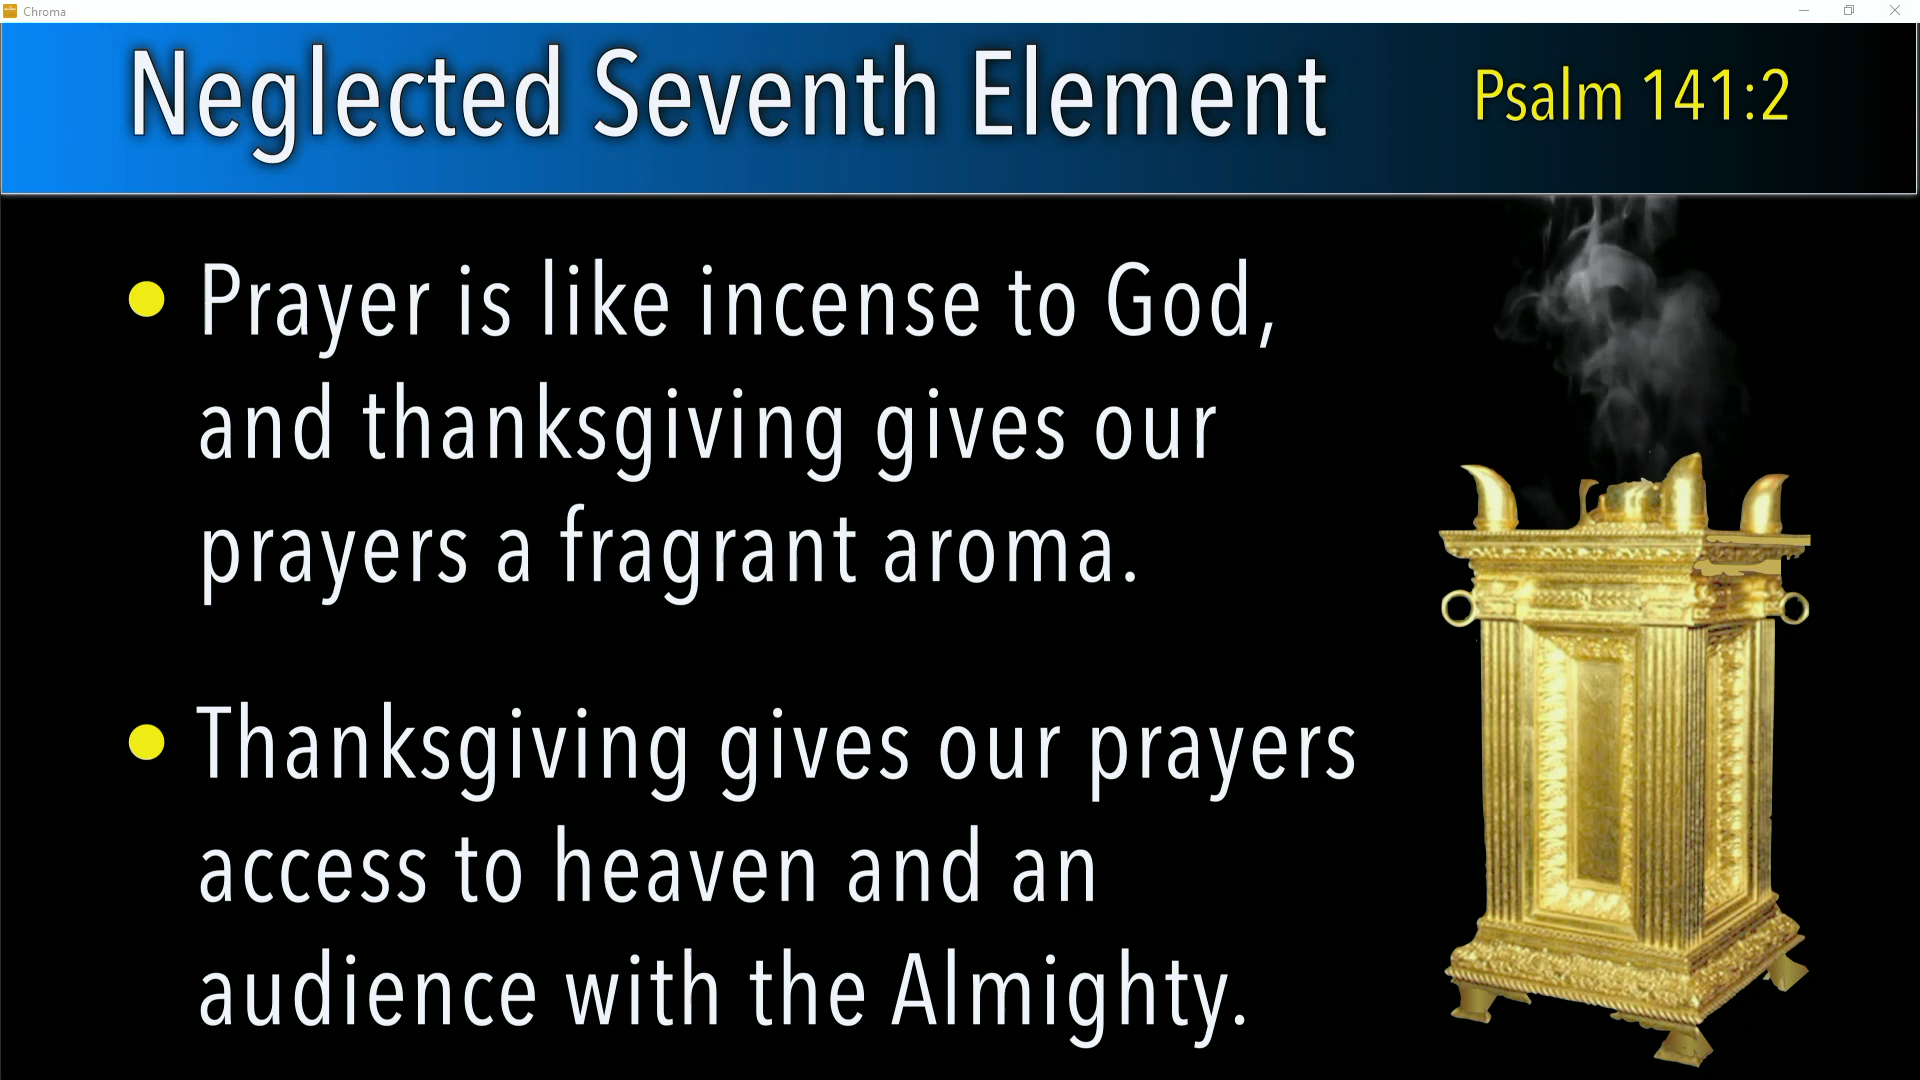 Chroma
Neglected Seventh Element
Psalm 141:2
Prayer is like incense to God,
and thanksgiving gives our
prayers a fragrant aroma.
Thanksgiving gives our prayers
access to heaven and an
audience with the Almighty.